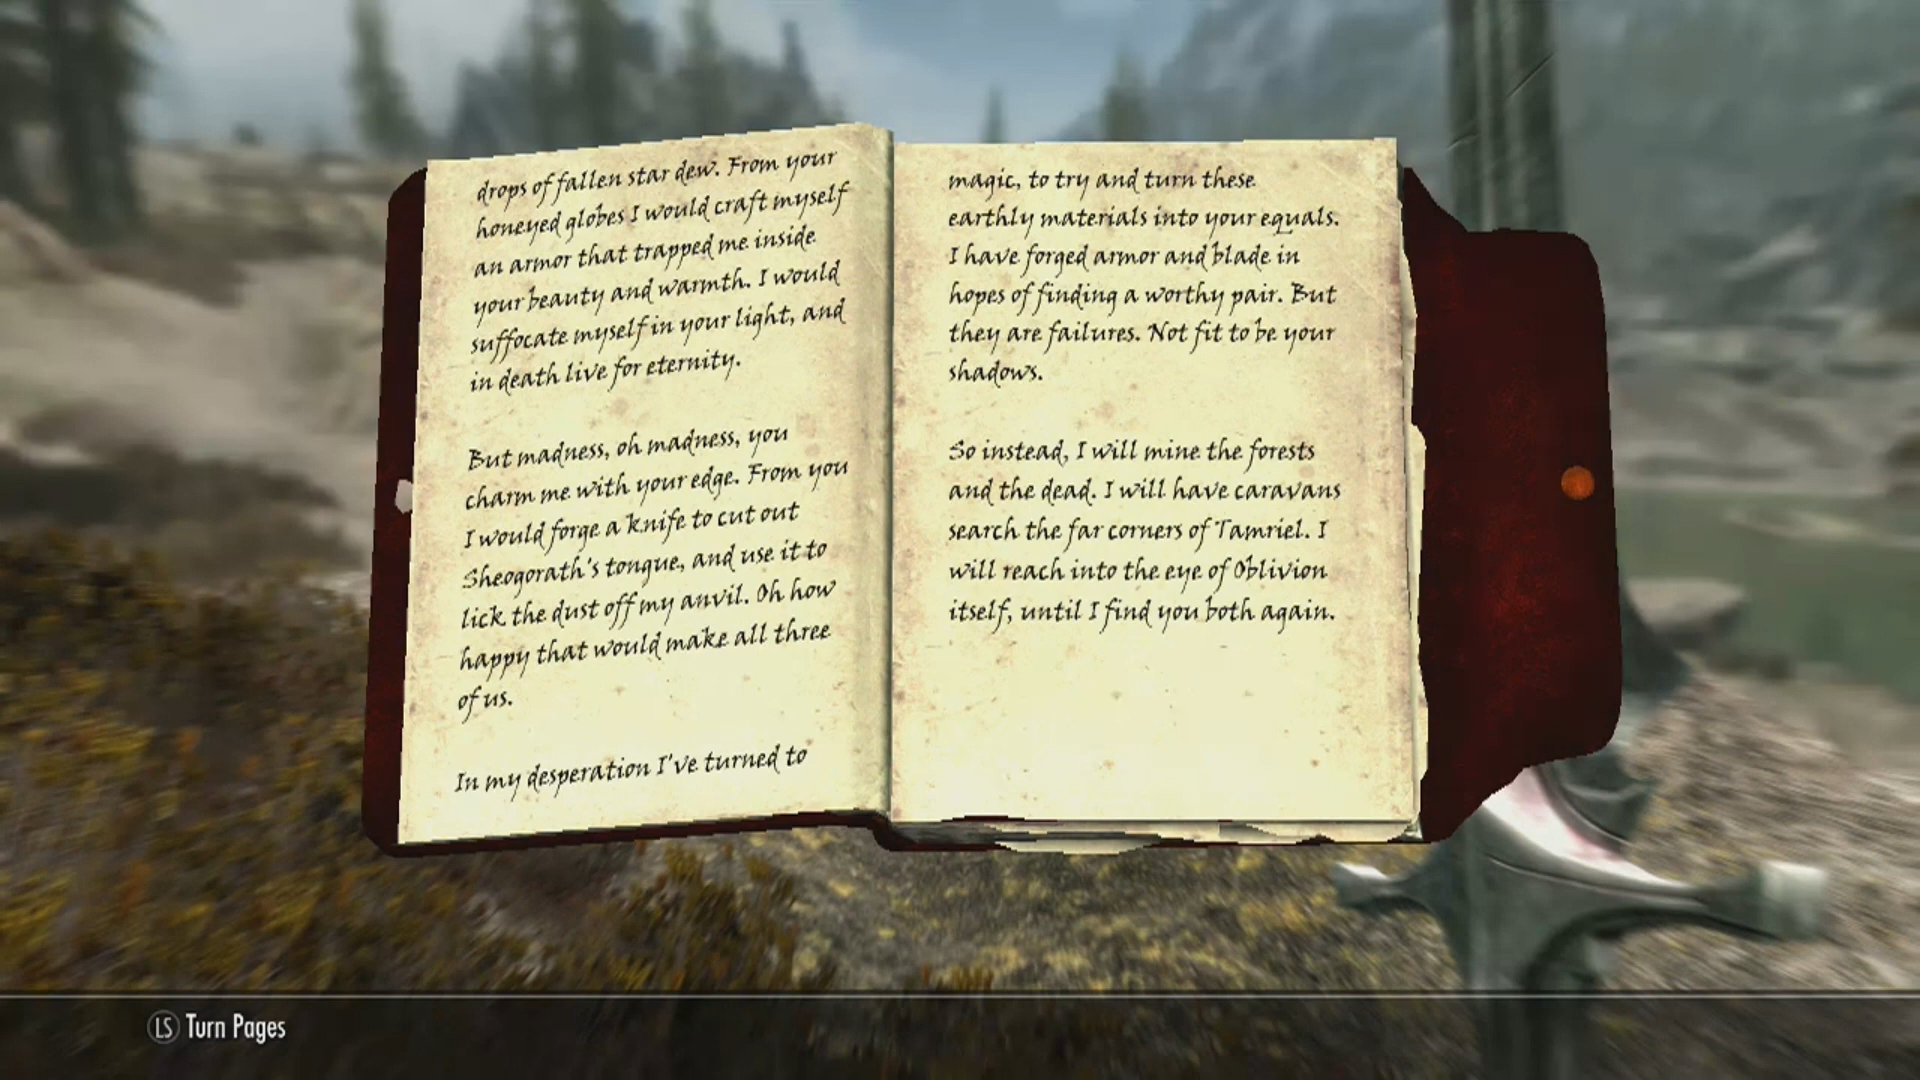 drops of fallen star dew. From your
honeyed globes I would craft myself
an armor that trapped me inside
your beauty and warmth. I would
suffocate myself in your light, and
in death live for eternity.
But madness, oh madness, you
charm me with your edge. From you
I would forge a knife to cut out
Sheogorath's tongue, and use it to
lick the dust off my anvil. Oh how
happy that would make all three
of us.
In my desperation I've turned to
magic, to try and turn these
earthly materials into your equals.
I have forged armor and blade in
hopes of finding a worthy pair. But
they are failures. Not fit to be your
shadows.
So instead, I will mine the forests
and the dead. I will have caravans
search the far corners of Tamriel. I
will reach into the eye of Oblivion
itself, until I find you both again.
LS Turn Pages